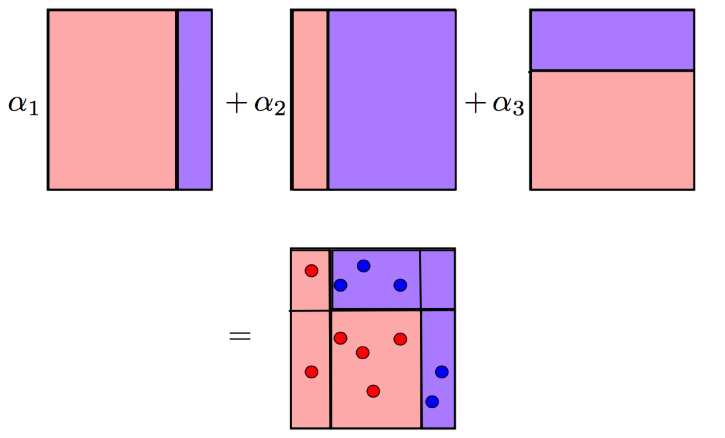 α₁ + α₂ + α₃
=